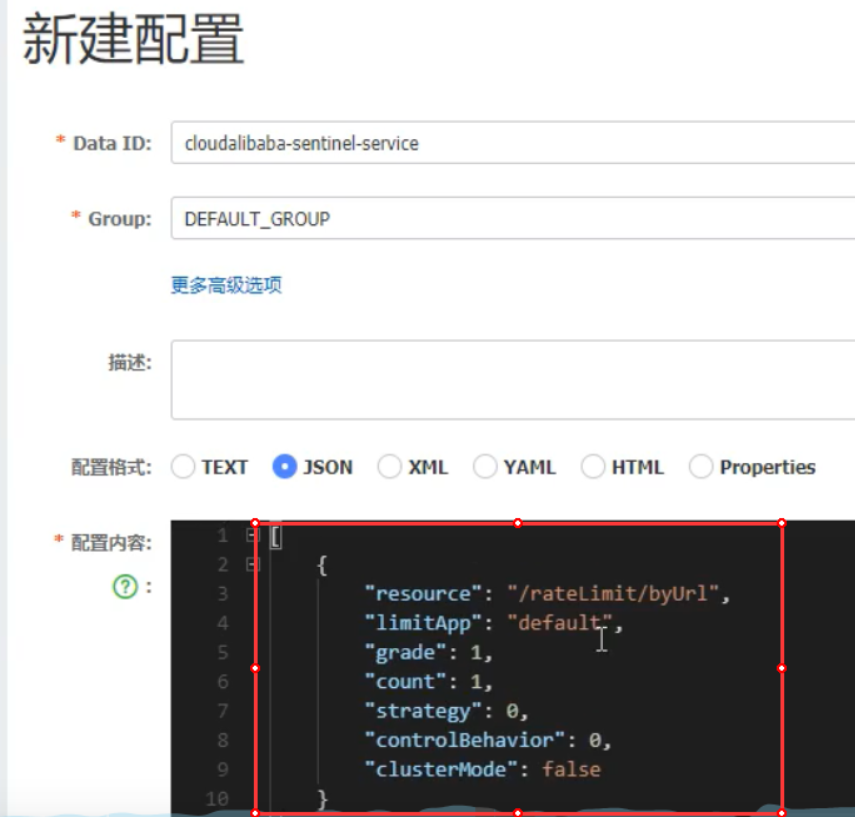 新建配置
* Data ID: cloudalibaba-sentinel-service
* Group: DEFAULT_GROUP
更多高级选项
描述:
配置格式: TEXT JSON XML YAML HTML Properties
* 配置内容:
? :
1 [
2 {
3 "resource": "/rateLimit/byUrl",
4 "limitApp": "default",
5 "grade": 1,
6 "count": 1,
7 "strategy": 0,
8 "controlBehavior": 0,
9 "clusterMode": false
10 }